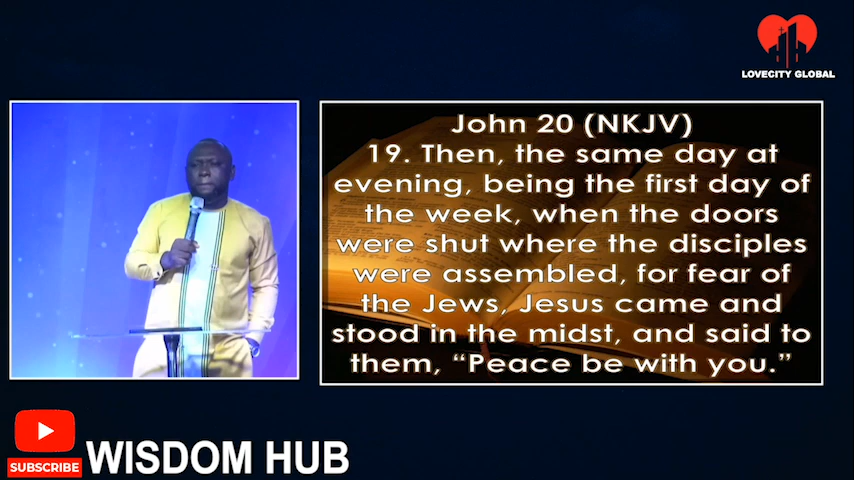 LOVECITY GLOBAL
John 20 (NKJV)
19. Then, the same day at
evening, being the first day of
the week, when the doors
were shut where the disciples
were assembled, for fear of
the Jews, Jesus came and
stood in the midst, and said to
them, “Peace be with you.”
SUBSCRIBE
WISDOM HUB